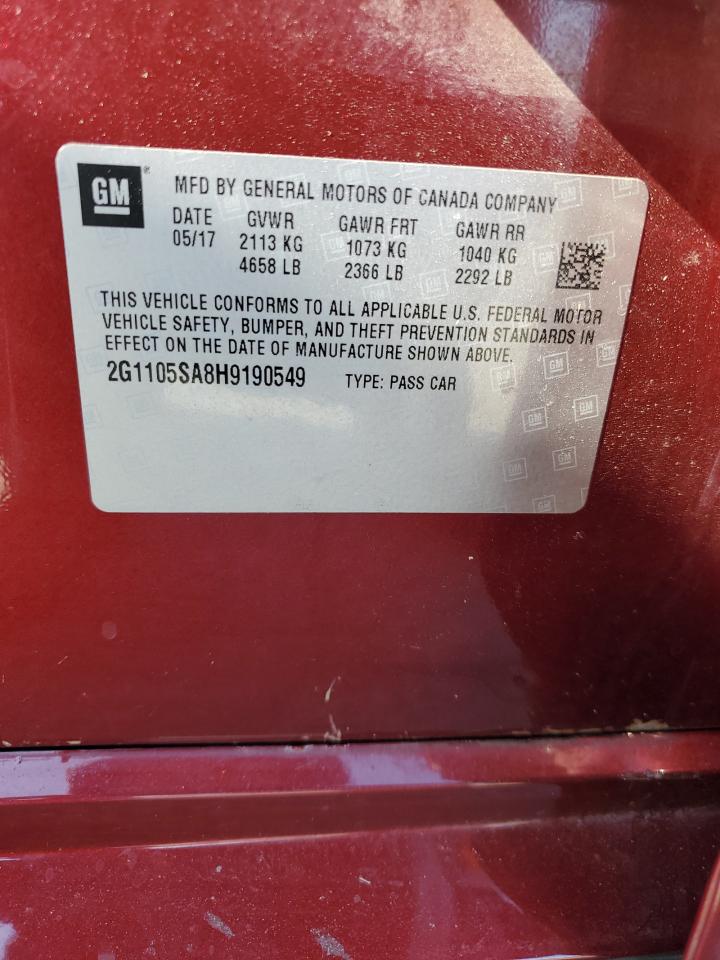 GM
MFD BY GENERAL MOTORS OF CANADA COMPANY
DATE GVWR GAWR FRT GAWR RR
05/17 2113 KG 1073 KG 1040 KG
4658 LB 2366 LB 2292 LB
THIS VEHICLE CONFORMS TO ALL APPLICABLE U.S. FEDERAL MOTOR
VEHICLE SAFETY, BUMPER, AND THEFT PREVENTION STANDARDS IN
EFFECT ON THE DATE OF MANUFACTURE SHOWN ABOVE.
2G1105SA8H9190549 TYPE: PASS CAR